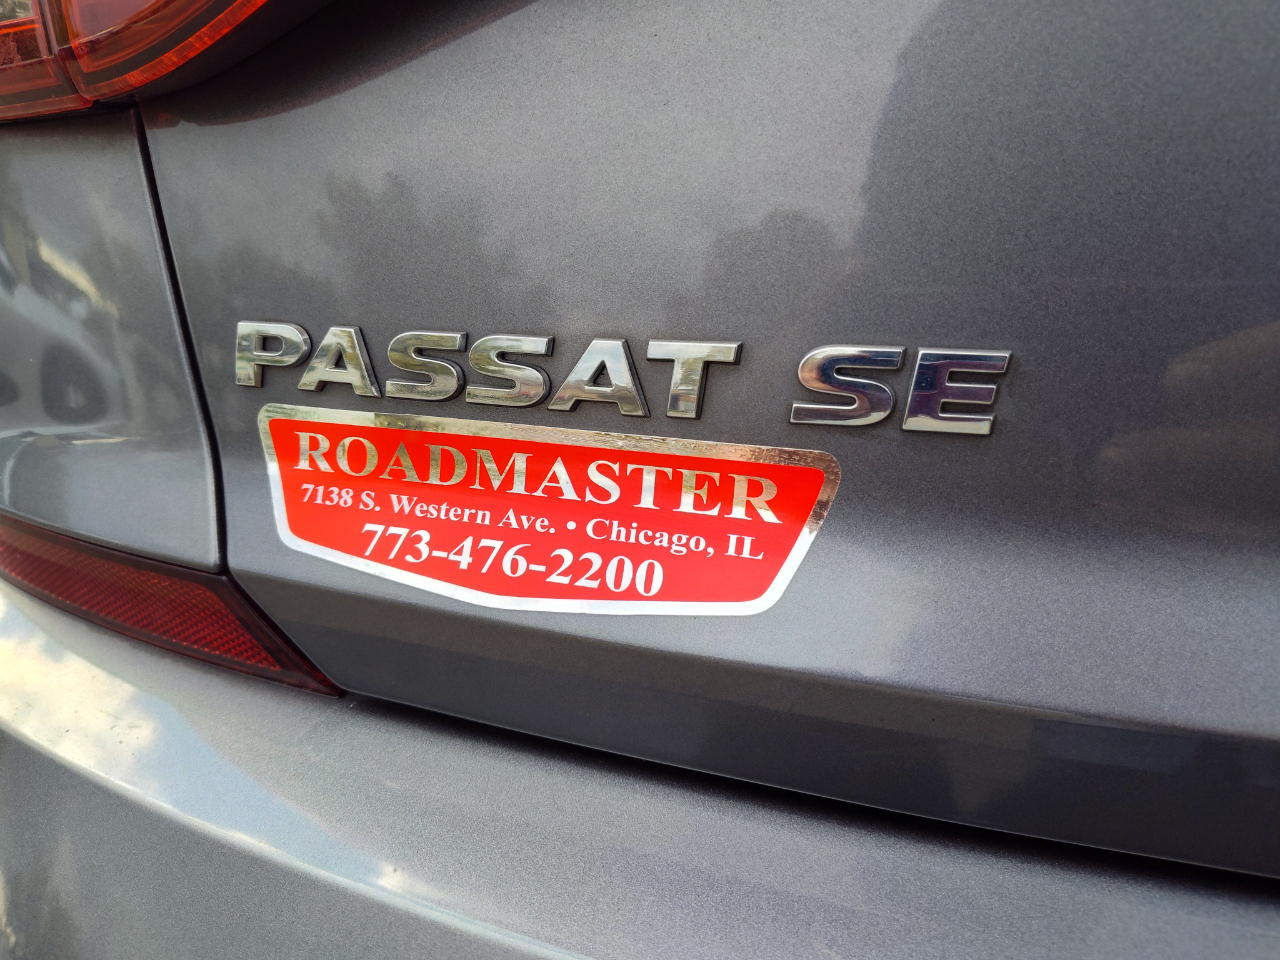 PASSAT SE
ROADMASTER
7138 S. Western Ave. • Chicago, IL
773-476-2200